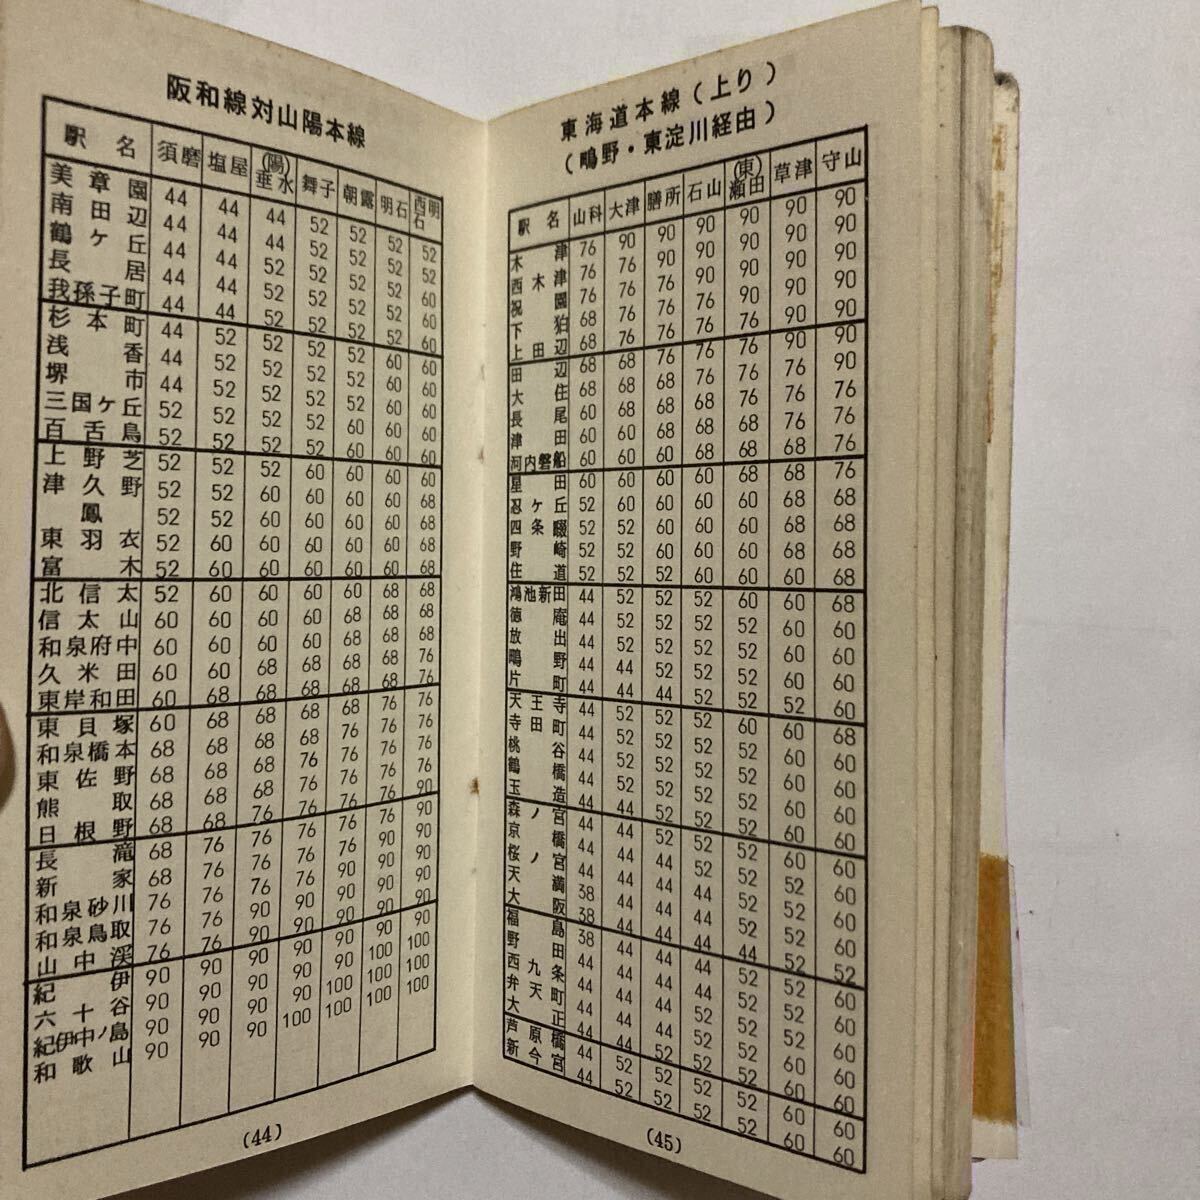 阪和線対山陽本線
駅名 須磨 塩屋 (陽)垂水 舞子 朝霧 明石 西明石
美章園 44 44 44 52 52 52 52
南田辺 44 44 44 52 52 52 52
鶴ヶ丘 44 44 52 52 52 52 60
長居 44 44 52 52 52 52 60
我孫子町 44 44 52 52 52 52 60
杉本町 44 52 52 52 52 60 60
浅香 44 52 52 52 52 60 60
堺市 44 52 52 52 52 60 60
三国ヶ丘 52 52 52 52 60 60 60
百舌鳥 52 52 52 52 60 60 60
上野芝 52 52 52 60 60 60 60
津久野 52 52 60 60 60 60 68
鳳 52 52 60 60 60 60 68
東羽衣 52 60 60 60 60 60 68
富木 52 60 60 60 60 60 68
北信太 52 60 60 60 60 68 68
信太山 60 60 60 60 60 68 68
和泉府中 60 60 60 68 68 68 68
久米田 60 60 68 68 68 68 76
東岸和田 60 68 68 68 68 68 76
東貝塚 60 68 68 68 68 76 76
和泉橋本 68 68 68 68 76 76 76
東佐野 68 68 68 76 76 76 76
熊取 68 68 68 76 76 76 76
日根野 68 68 76 76 76 76 90
長滝 68 76 76 76 76 76 90
新家 68 76 76 76 76 90 90
和泉砂川 76 76 76 76 90 90 90
和泉鳥取 76 76 90 90 90 90 90
山中渓 76 76 90 90 90 90 90
紀伊 90 90 90 90 90 100 100
六十谷 90 90 90 90 90 100 100
紀伊中ノ島 90 90 90 90 100 100 100
和歌山 90 90 90 100 100 100 100
(44)
東海道本線(上り)
(鴫野・東淀川経由)
駅名 山科 大津 膳所 石山 (東)瀬田 草津 守山
木津 76 90 90 90 90 90 90
西木津 76 76 90 90 90 90 90
祝園 76 76 76 76 90 90 90
下狛 68 76 76 76 90 90 90
上田辺 68 76 76 76 76 90 90
田辺 68 68 68 76 76 76 90
大住 68 68 68 76 76 76 90
長尾 60 68 68 68 76 76 76
津田 60 60 68 68 68 76 76
河内磐船 60 60 60 68 68 68 76
星田 60 60 60 60 68 68 76
忍ヶ丘 52 60 60 60 60 68 68
四条畷 52 52 60 60 60 68 68
野崎 52 52 60 60 60 68 68
住道 52 52 52 60 60 60 68
鴻池新田 44 52 52 52 60 60 68
徳庵 44 52 52 52 52 60 60
放出 44 52 52 52 52 60 60
鴫野 44 44 52 52 52 60 60
片町 44 44 44 52 52 60 60
天王寺 44 52 52 52 60 60 68
寺田町 44 52 52 52 52 60 60
桃谷 44 52 52 52 52 60 60
鶴橋 44 52 52 52 52 60 60
玉造 44 44 52 52 52 60 60
森ノ宮 44 44 52 52 52 60 60
京橋 44 44 52 52 52 60 60
桜ノ宮 44 44 44 52 52 52 60
天満 38 44 44 44 52 52 60
大阪 38 44 44 44 44 52 52
福島 38 44 44 44 44 52 52
野田 44 44 44 44 52 52 60
西九条 44 44 44 44 52 52 60
弁天町 44 44 44 52 52 60 60
大正 44 44 44 52 52 60 60
芦原橋 44 52 52 52 52 60 60
新今宮 44 52 52 52 52 60 60
(45)